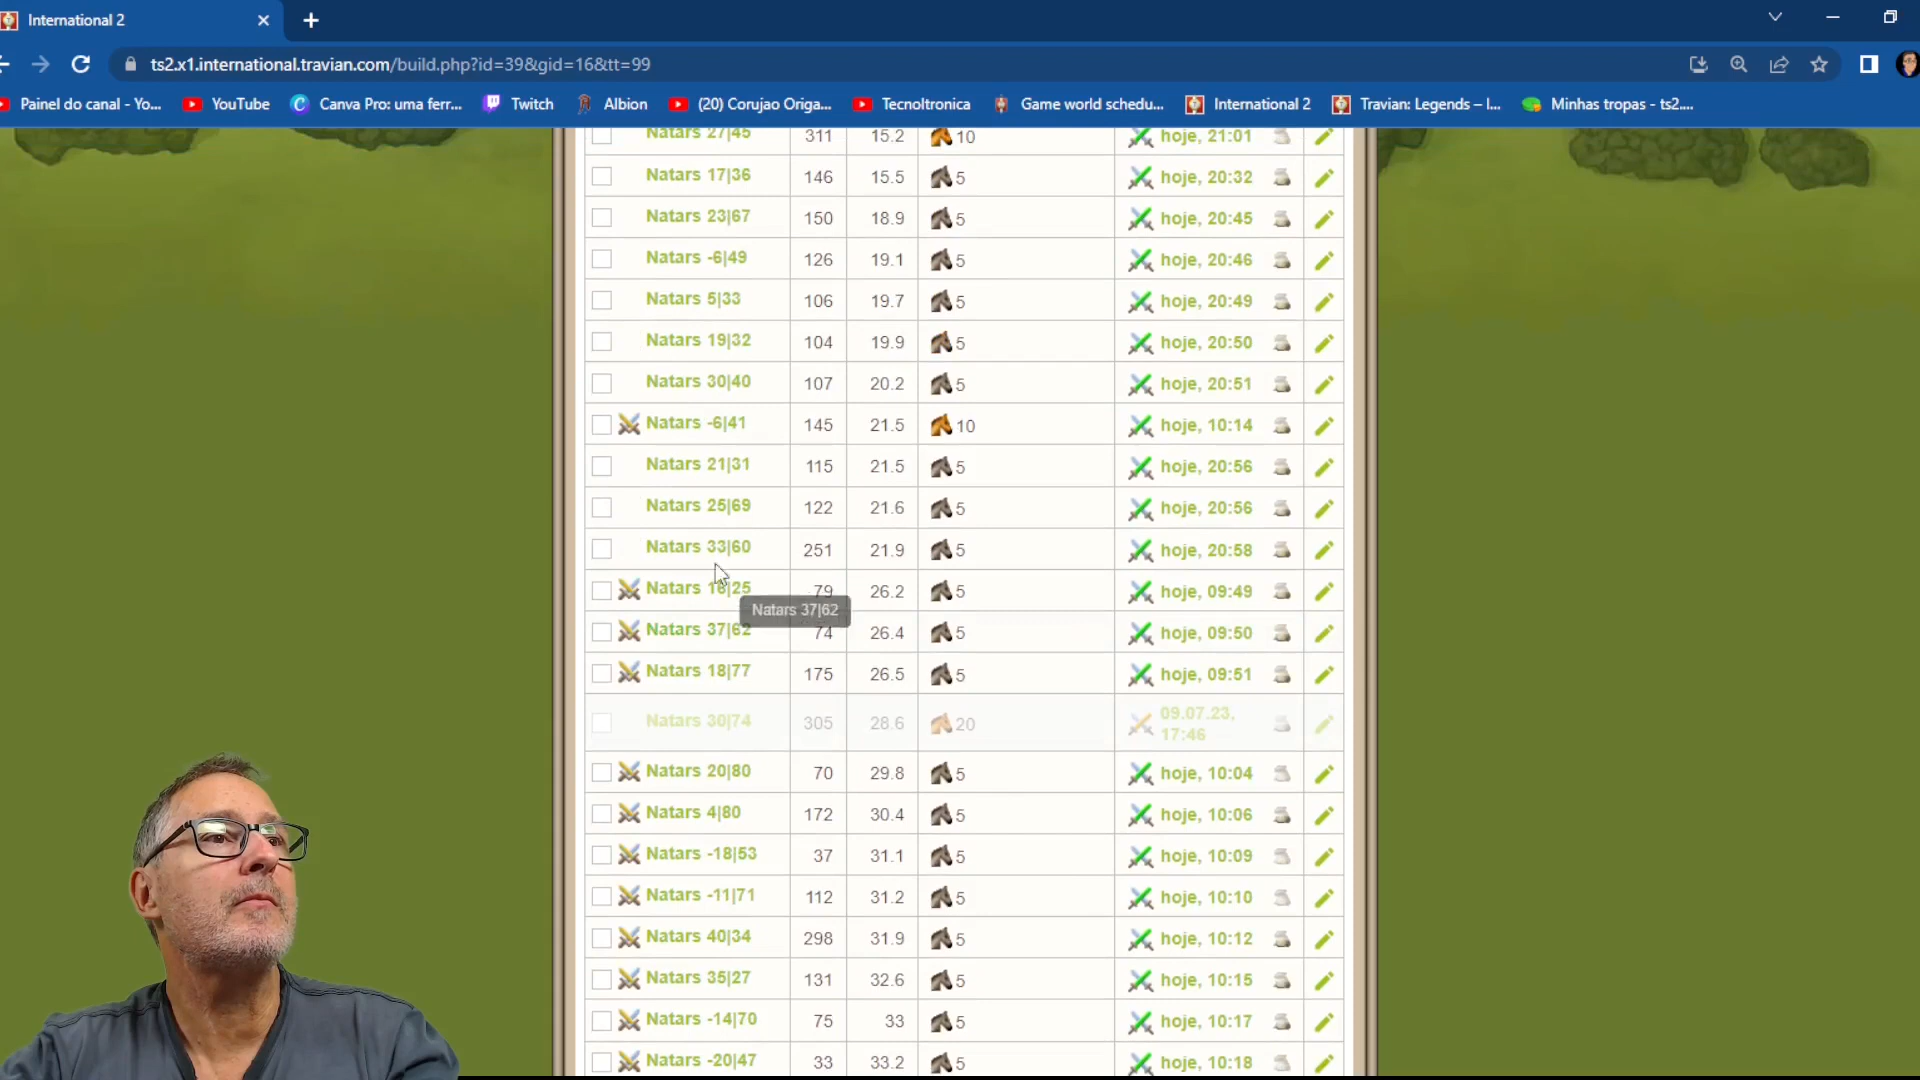 International 2
ts2.x1.international.travian.com/build.php?id=39&gid=16&tt=99
Painel do canal - Yo... YouTube Canva Pro: uma ferr... Twitch Albion (20) Corujao Origa... Tecnoltronica Game world schedu... International 2 Travian: Legends – I... Minhas tropas - ts2....
Natars 27|45 311 15.2 10 hoje, 21:01
Natars 17|36 146 15.5 5 hoje, 20:32
Natars 23|67 150 18.9 5 hoje, 20:45
Natars -6|49 126 19.1 5 hoje, 20:46
Natars 5|33 106 19.7 5 hoje, 20:49
Natars 19|32 104 19.9 5 hoje, 20:50
Natars 30|40 107 20.2 5 hoje, 20:51
Natars -6|41 145 21.5 10 hoje, 10:14
Natars 21|31 115 21.5 5 hoje, 20:56
Natars 25|69 122 21.6 5 hoje, 20:56
Natars 33|60 251 21.9 5 hoje, 20:58
Natars 16|25 79 26.2 5 hoje, 09:49
Natars 37|62
Natars 37|62 74 26.4 5 hoje, 09:50
Natars 18|77 175 26.5 5 hoje, 09:51
Natars 30|74 305 28.6 20 09.07.23,
17:46
Natars 20|80 70 29.8 5 hoje, 10:04
Natars 4|80 172 30.4 5 hoje, 10:06
Natars -18|53 37 31.1 5 hoje, 10:09
Natars -11|71 112 31.2 5 hoje, 10:10
Natars 40|34 298 31.9 5 hoje, 10:12
Natars 35|27 131 32.6 5 hoje, 10:15
Natars -14|70 75 33 5 hoje, 10:17
Natars -20|47 33 33.2 5 hoje, 10:18